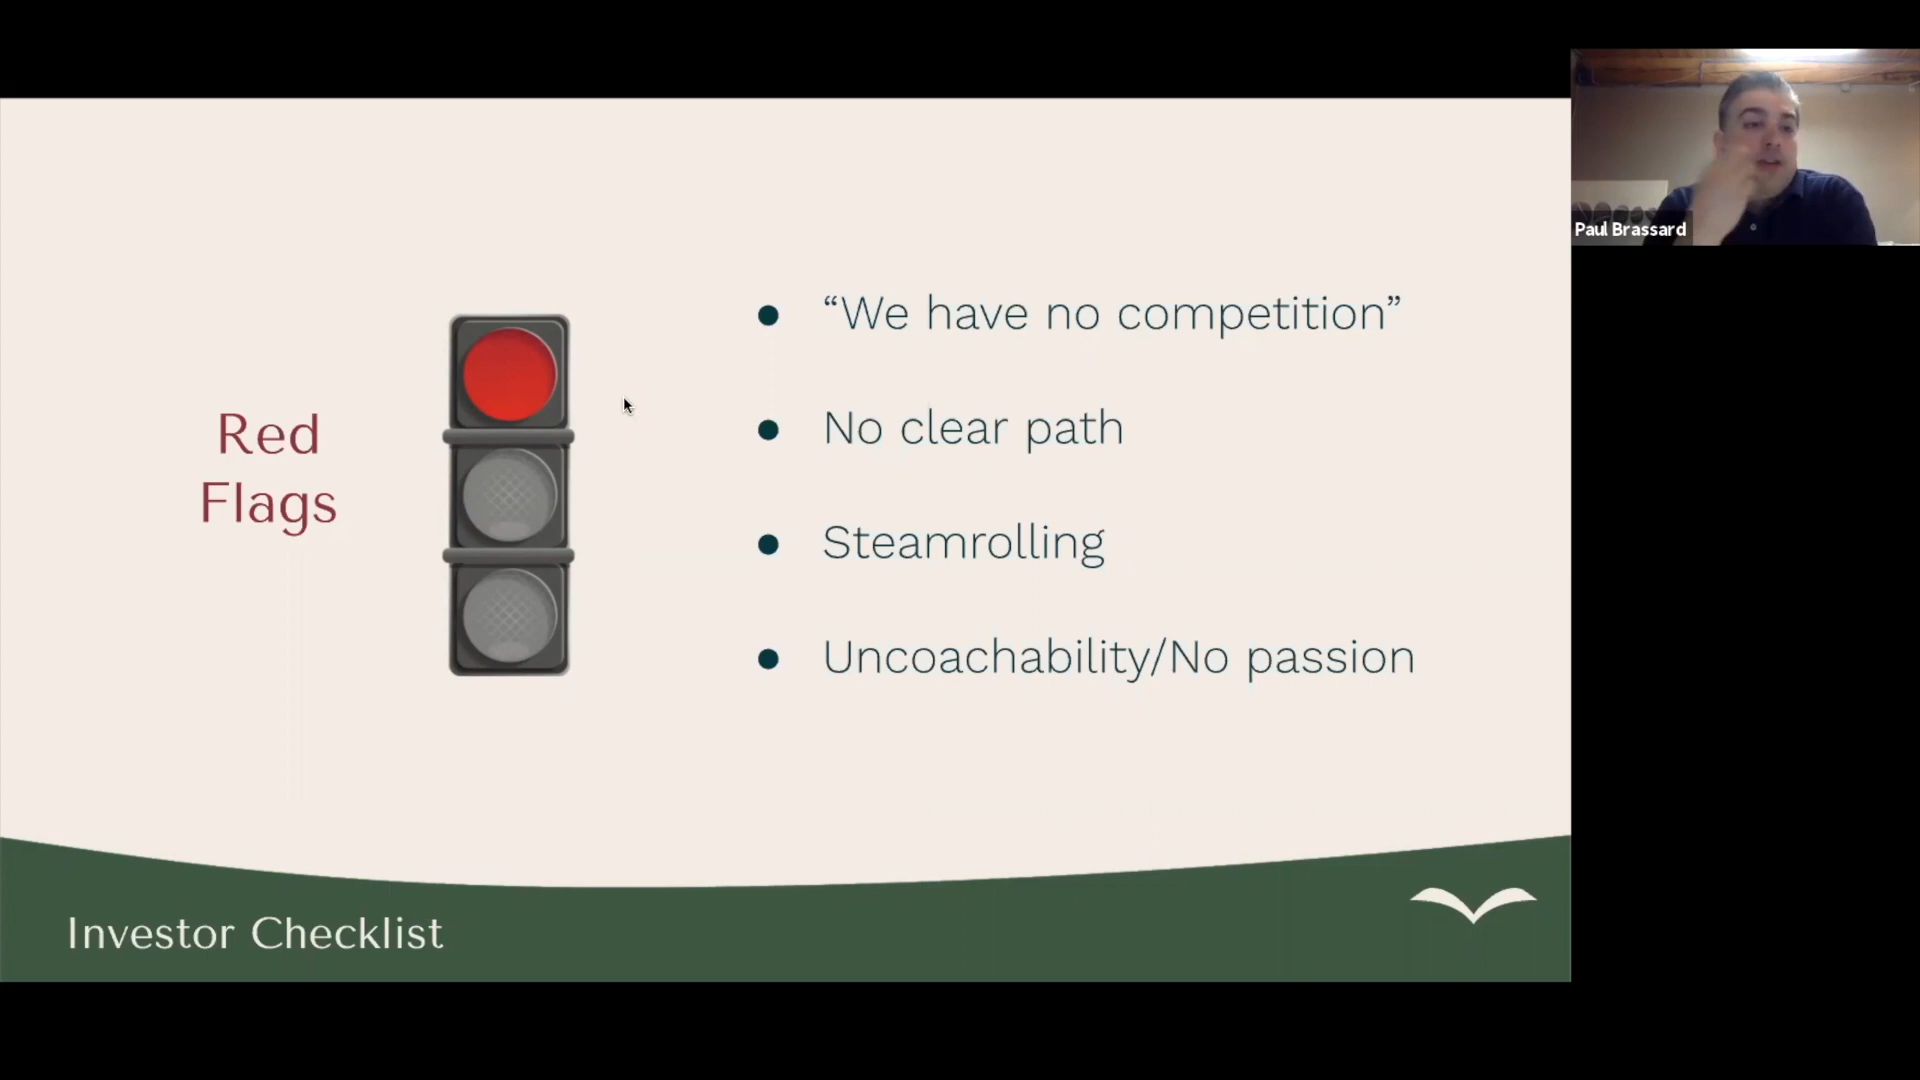 Red
Flags
“We have no competition”
No clear path
Steamrolling
Uncoachability/No passion
Investor Checklist
Paul Brassard